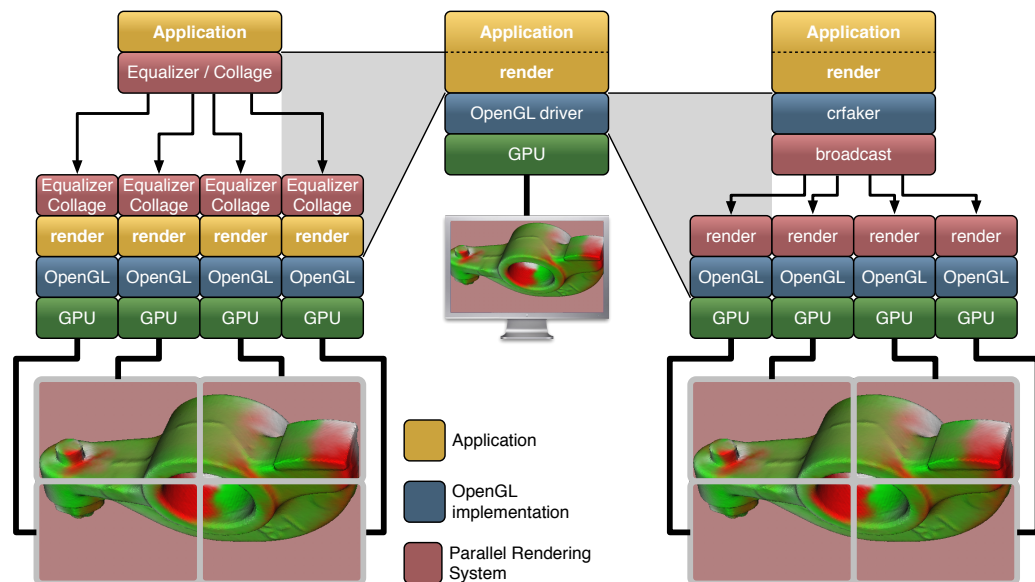 Application
Equalizer / Collage
Equalizer
Collage
Equalizer
Collage
Equalizer
Collage
Equalizer
Collage
render
render
render
render
OpenGL
OpenGL
OpenGL
OpenGL
GPU
GPU
GPU
GPU
Application
render
OpenGL driver
GPU
Application
render
crfaker
broadcast
render
render
render
render
OpenGL
OpenGL
OpenGL
OpenGL
GPU
GPU
GPU
GPU
Application
OpenGL
implementation
Parallel Rendering
System